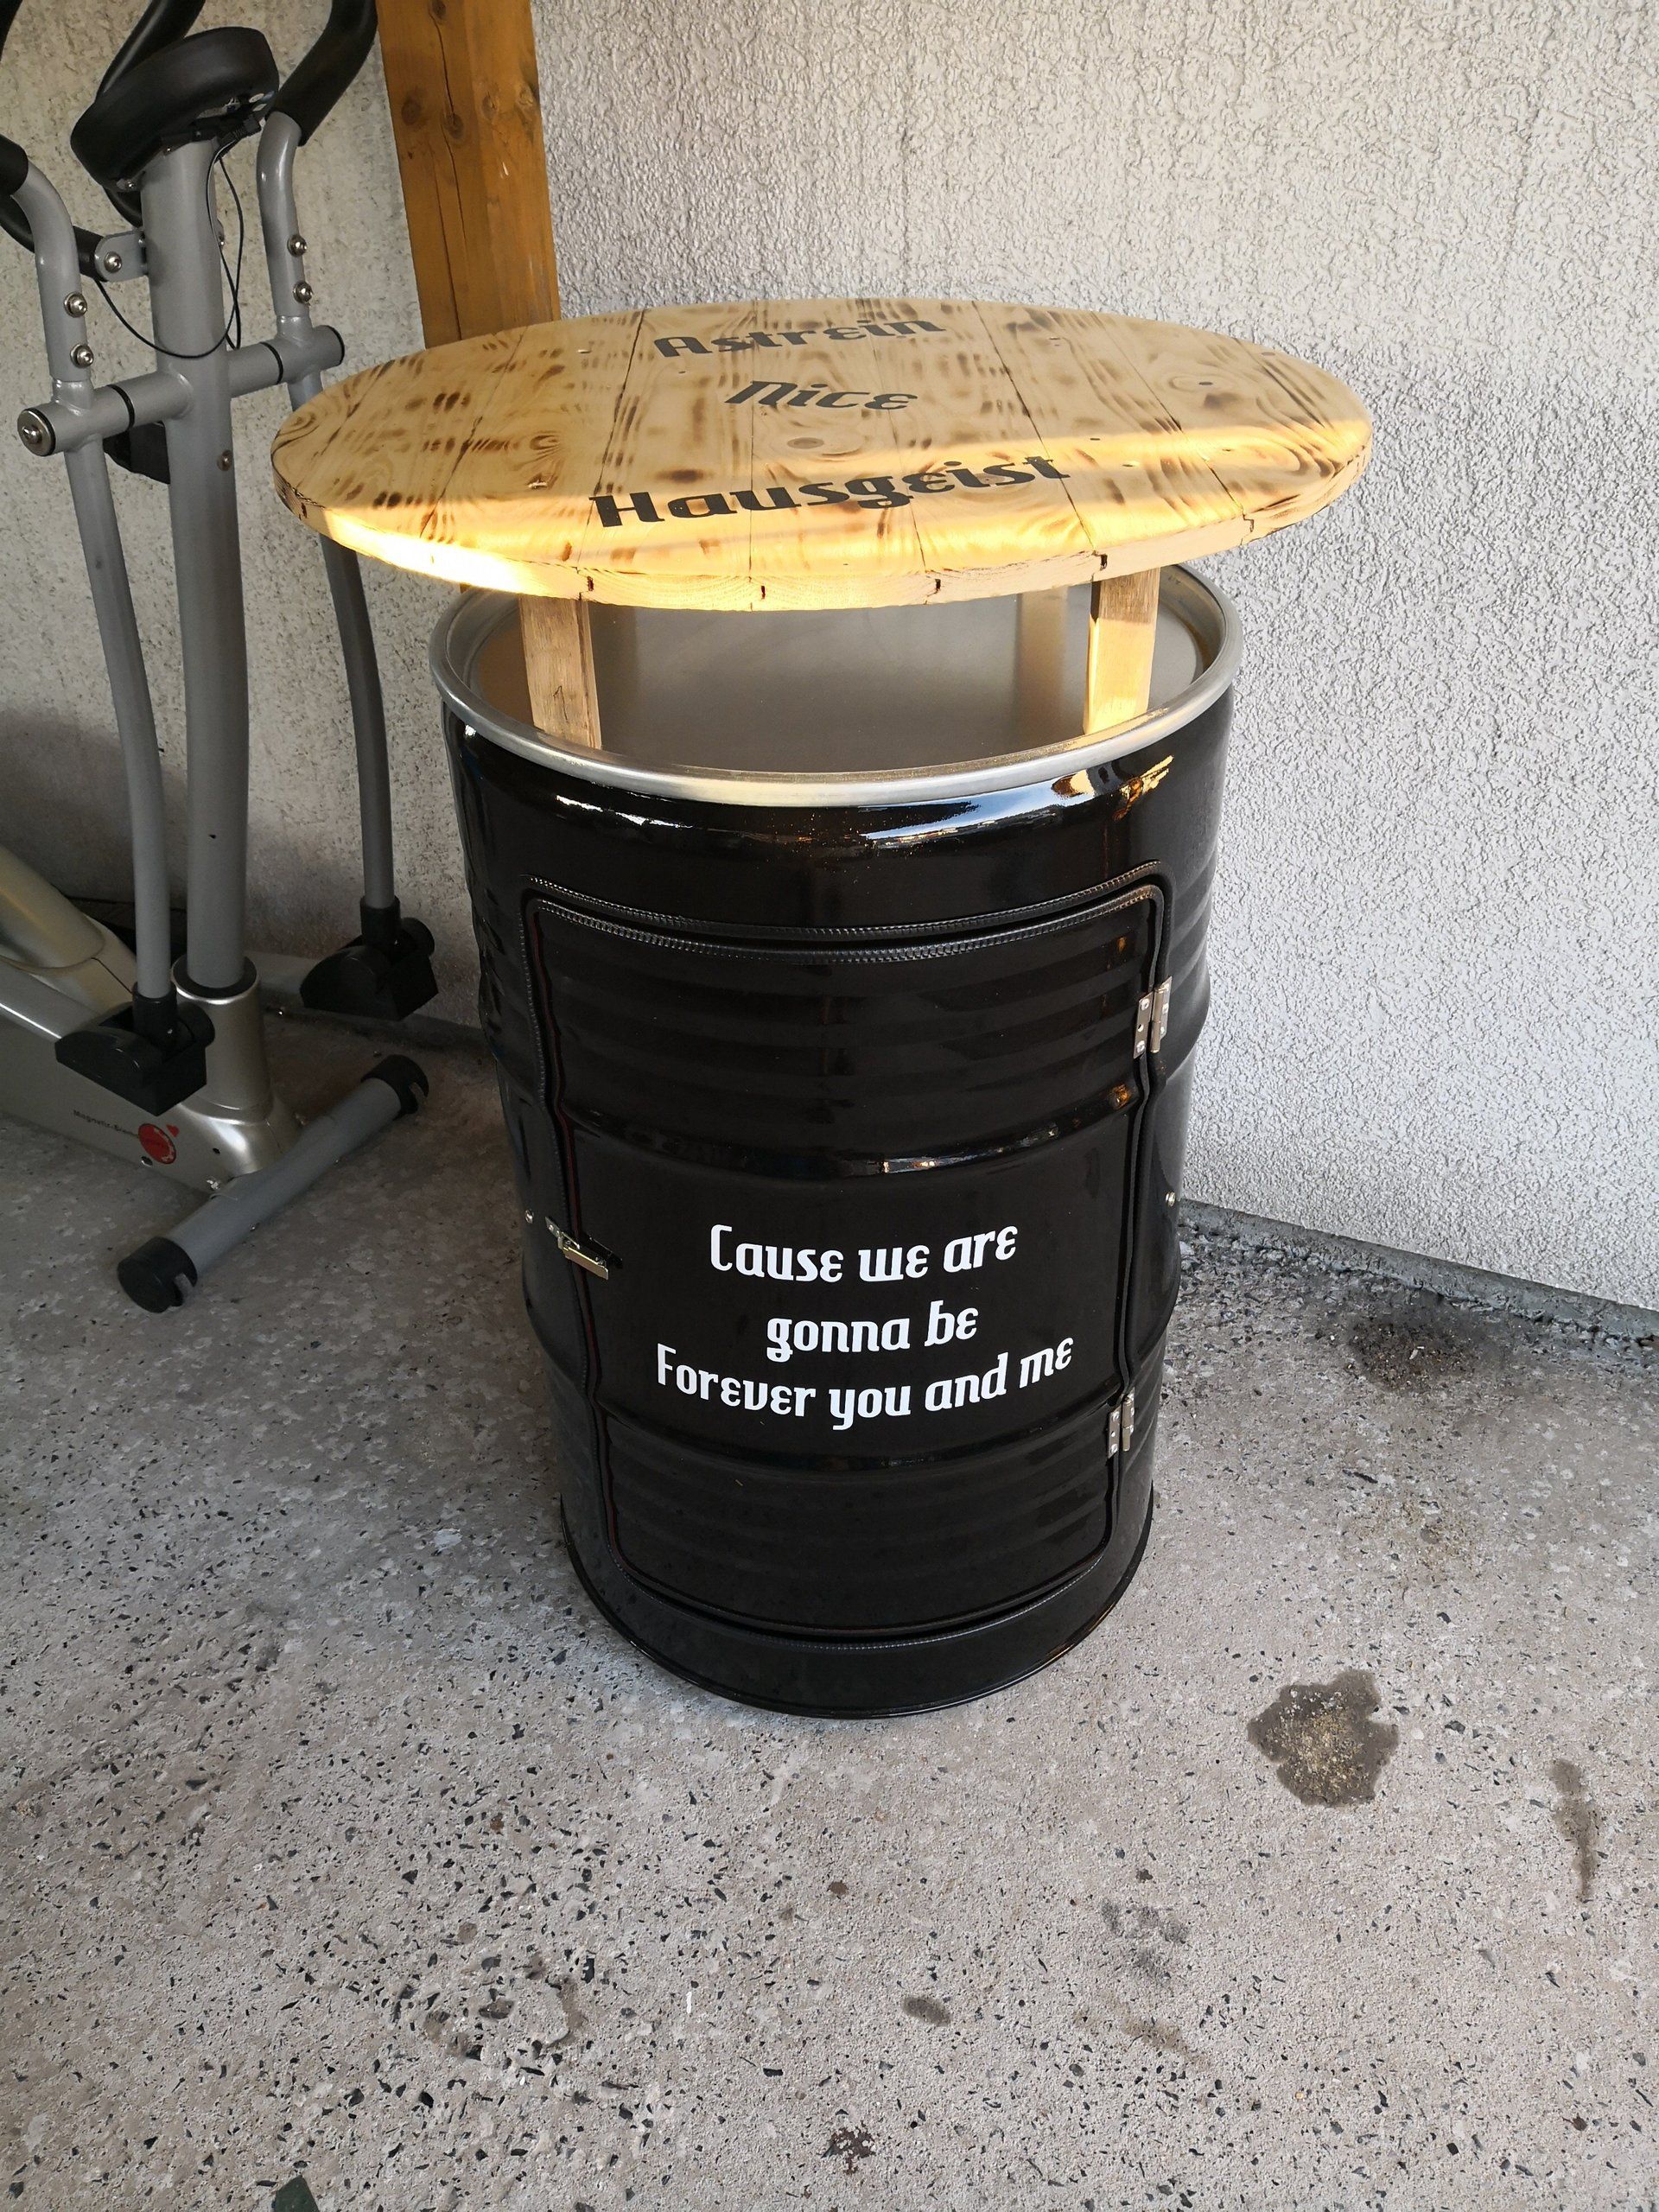 Astrein
Nice
Hausgeist
Cause we are
gonna be
Forever you and me